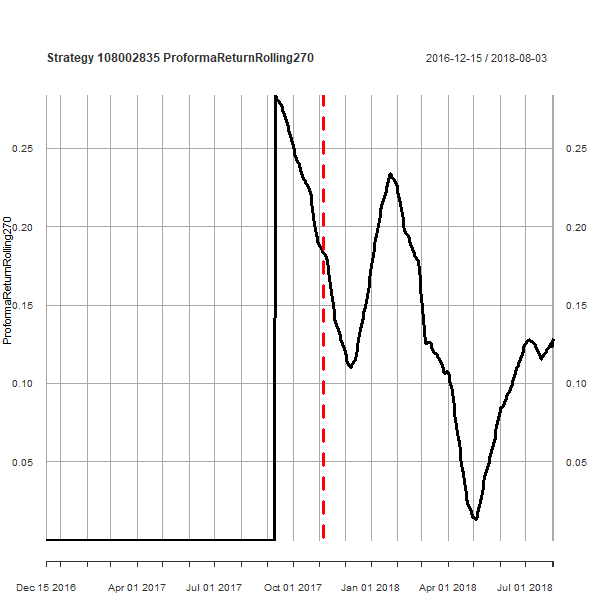 Strategy 108002835 ProformaReturnRolling270
2016-12-15 / 2018-08-03
ProformaReturnRolling270
0.25
0.20
0.15
0.10
0.05
0.25
0.20
0.15
0.10
0.05
Dec 15 2016
Apr 01 2017
Jul 01 2017
Oct 01 2017
Jan 01 2018
Apr 01 2018
Jul 01 2018